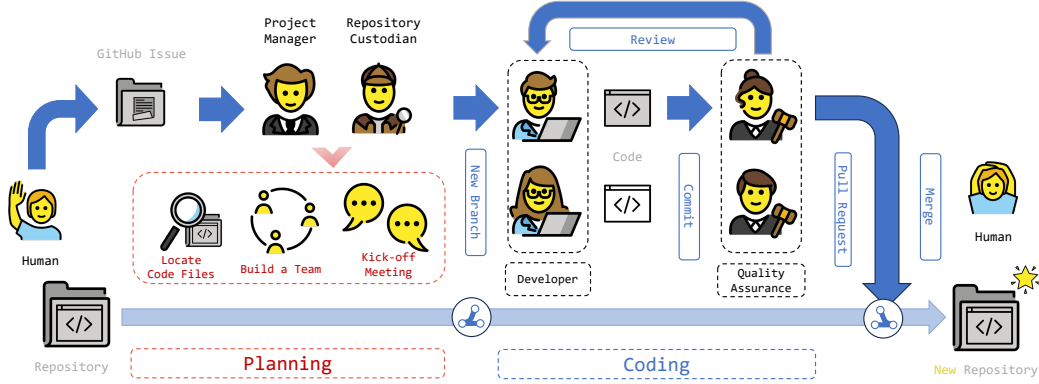 GitHub Issue
Project
Manager
Repository
Custodian
Review
Human
Locate
Code Files
Build a Team
Kick-off
Meeting
New Branch
Code
Developer
Commit
Quality
Assurance
Pull Request
Merge
Human
Repository
Planning
Coding
New Repository